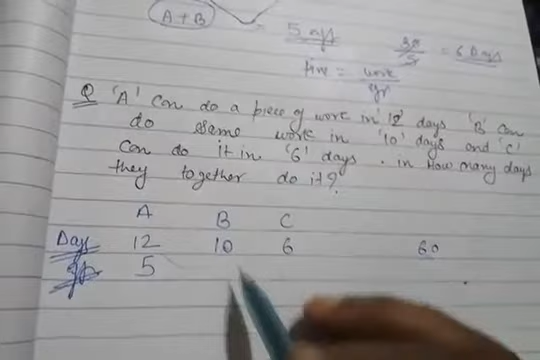 A+B = 5 aps 30/5 = 6 Days
time = work
Q 'A' can do a piece of work in 12 days 'B' can
do same work in '10' days and 'C'
can do it in '6' days. in How many days
they together do it?
A B C
Days 12 10 6 60
5